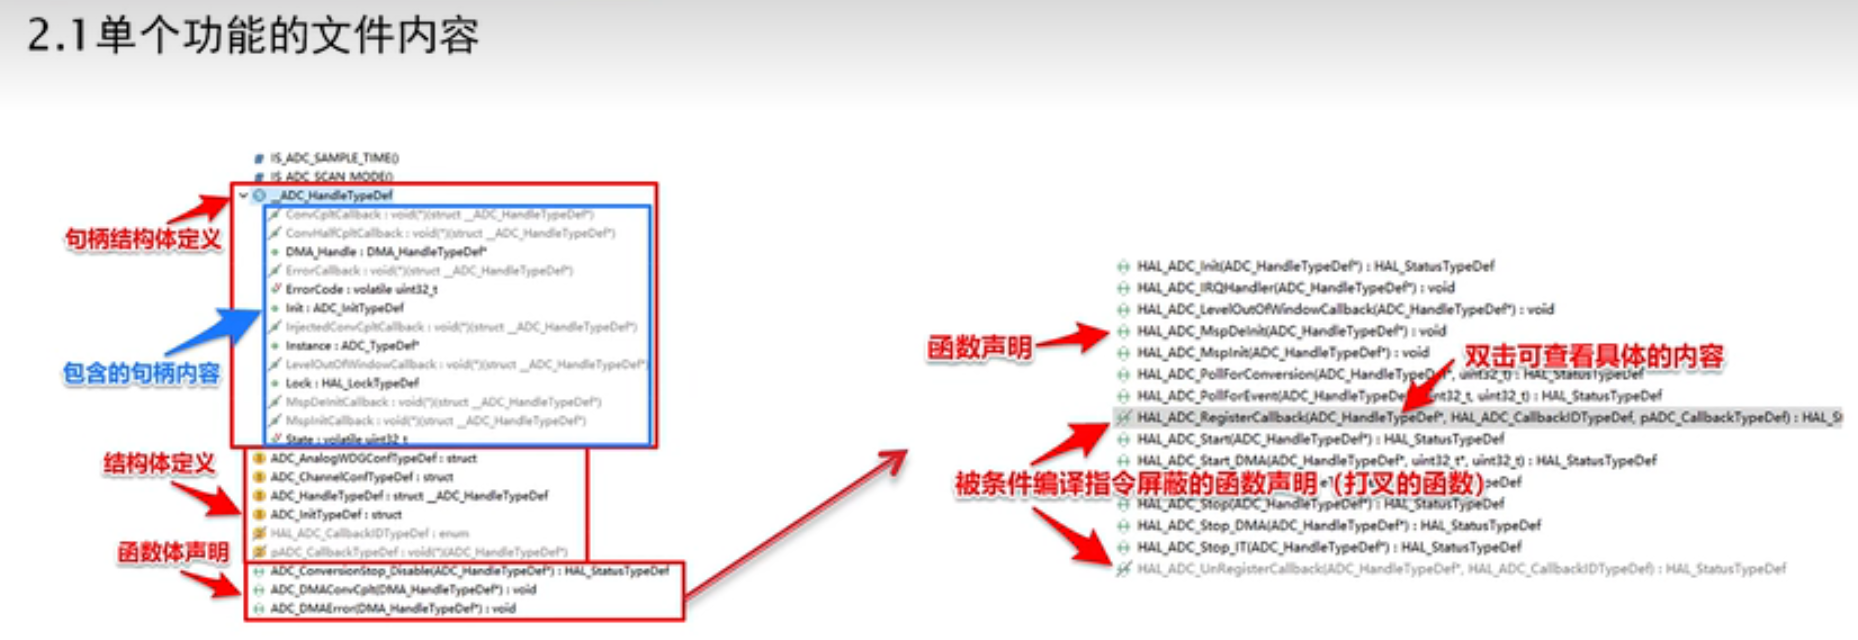 2.1单个功能的文件内容
IS_ADC_SAMPLE_TIME()
IS_ADC_SCAN_MODE()
__ADC_HandleTypeDef
ConvCpltCallback : void(*)(struct __ADC_HandleTypeDef*)
ConvHalfCpltCallback : void(*)(struct __ADC_HandleTypeDef*)
DMA_Handle : DMA_HandleTypeDef*
ErrorCallback : void(*)(struct __ADC_HandleTypeDef*)
ErrorCode : volatile uint32_t
Init : ADC_InitTypeDef
InjectedConvCpltCallback : void(*)(struct __ADC_HandleTypeDef*)
Instance : ADC_TypeDef*
LevelOutOfWindowCallback : void(*)(struct __ADC_HandleTypeDef*)
Lock : HAL_LockTypeDef
MspDeInitCallback : void(*)(struct __ADC_HandleTypeDef*)
MspInitCallback : void(*)(struct __ADC_HandleTypeDef*)
State : volatile uint32_t
ADC_AnalogWDGConfTypeDef : struct
ADC_ChannelConfTypeDef : struct
ADC_HandleTypeDef : struct __ADC_HandleTypeDef
ADC_InitTypeDef : struct
HAL_ADC_CallbackIDTypeDef : enum
pADC_CallbackTypeDef : void(*)(ADC_HandleTypeDef*)
ADC_ConversionStop_Disable(ADC_HandleTypeDef*) : HAL_StatusTypeDef
ADC_DMAConvCplt(DMA_HandleTypeDef*) : void
ADC_DMAError(DMA_HandleTypeDef*) : void
句柄结构体定义
包含的句柄内容
结构体定义
函数体声明
HAL_ADC_Init(ADC_HandleTypeDef*) : HAL_StatusTypeDef
HAL_ADC_IRQHandler(ADC_HandleTypeDef*) : void
HAL_ADC_LevelOutOfWindowCallback(ADC_HandleTypeDef*) : void
HAL_ADC_MspDeInit(ADC_HandleTypeDef*) : void
HAL_ADC_MspInit(ADC_HandleTypeDef*) : void
HAL_ADC_PollForConversion(ADC_HandleTypeD *, uint32_t) : HAL_StatusTypeDef
HAL_ADC_PollForEvent(ADC_HandleTypeDe int32_t, uint32_t) : HAL_StatusTypeDef
HAL_ADC_RegisterCallback(ADC_HandleTypeDef*, HAL_ADC_CallbackIDTypeDef, pADC_CallbackTypeDef) : HAL_S
HAL_ADC_Start(ADC_HandleTypeDef*) : HAL_StatusTypeDef
HAL_ADC_Start_DMA(ADC_HandleTypeDef*, uint32_t*, uint32_t) : HAL_StatusTypeDef
HAL_ADC_Stop(ADC_HandleTypeDef*) : HAL_StatusTypeDef
HAL_ADC_Stop_DMA(ADC_HandleTypeDef*) : HAL_StatusTypeDef
HAL_ADC_Stop_IT(ADC_HandleTypeDef*) : HAL_StatusTypeDef
HAL_ADC_UnRegisterCallback(ADC_HandleTypeDef*, HAL_ADC_CallbackIDTypeDef) : HAL_StatusTypeDef
函数声明
双击可查看具体的内容
被条件编译指令屏蔽的函数声明（打叉的函数）